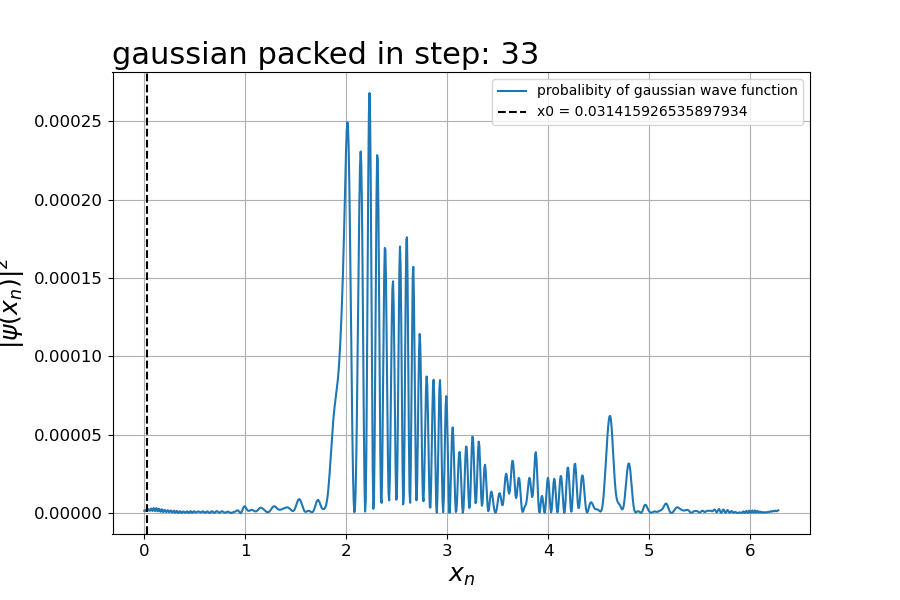 gaussian packed in step: 33
probalibity of gaussian wave function
x0 = 0.031415926535897934
0.00025
0.00020
0.00015
0.00010
0.00005
0.00000
|ψ(xₙ)|²
0 1 2 3 4 5 6
xₙ